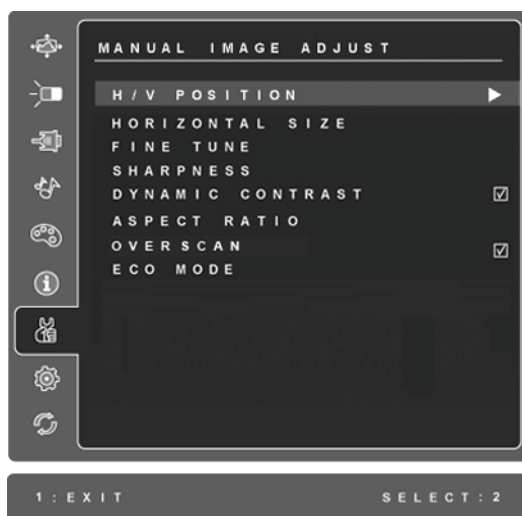 MANUAL IMAGE ADJUST
H/V POSITION
HORIZONTAL SIZE
FINE TUNE
SHARPNESS
DYNAMIC CONTRAST
ASPECT RATIO
OVERSCAN
ECO MODE
1:EXIT SELECT:2